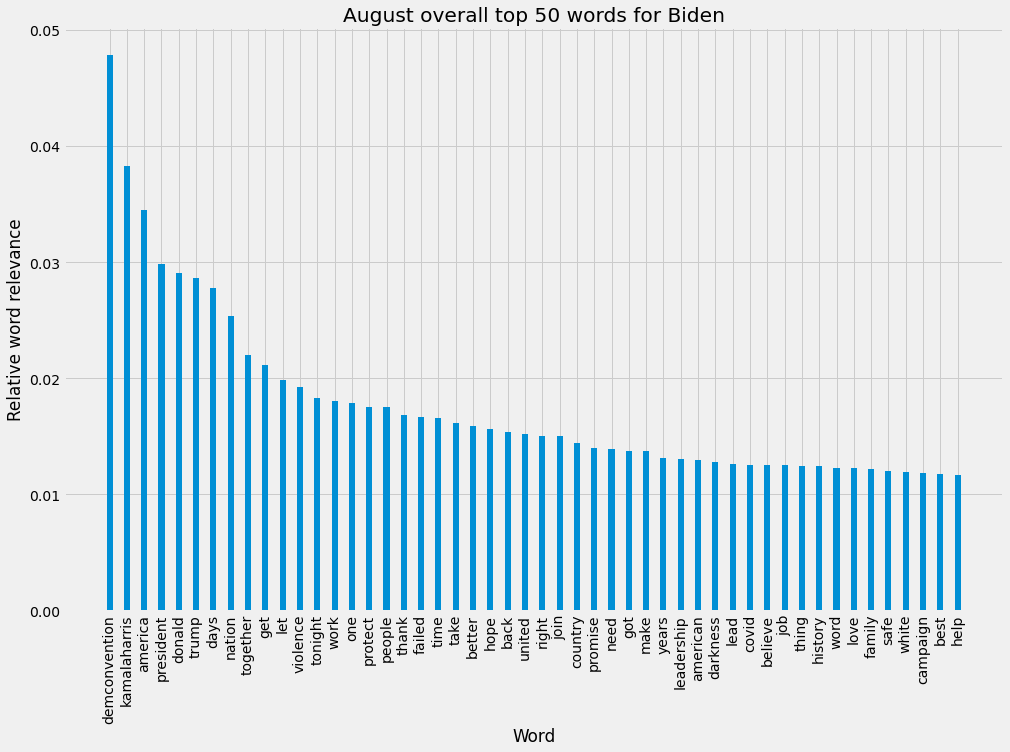 August overall top 50 words for Biden
0.05
0.04
0.03
0.02
0.01
0.00
Relative word relevance
demconvention
kamalaharris
america
president
donald
trump
days
nation
together
get
let
violence
tonight
work
one
protect
people
thank
failed
time
take
better
hope
back
united
right
join
country
promise
need
got
make
years
leadership
american
darkness
lead
covid
believe
job
thing
history
word
love
family
safe
white
campaign
best
help
Word